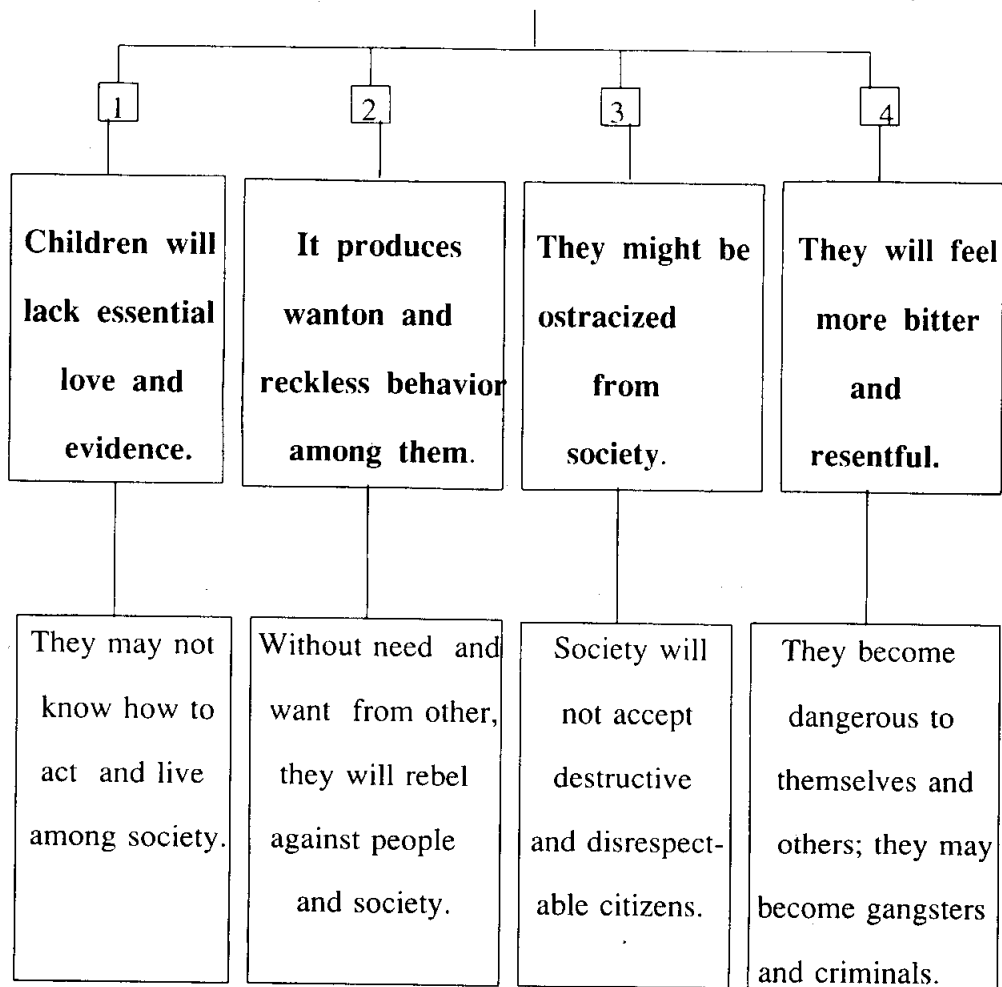 1
2
3
4
Children will
lack essential
love and
evidence.
It produces
wanton and
reckless behavior
among them.
They might be
ostracized
from
society.
They will feel
more bitter
and
resentful.
They may not
know how to
act and live
among society.
Without need and
want from other,
they will rebel
against people
and society.
Society will
not accept
destructive
and disrespect-
able citizens.
They become
dangerous to
themselves and
others; they may
become gangsters
and criminals.